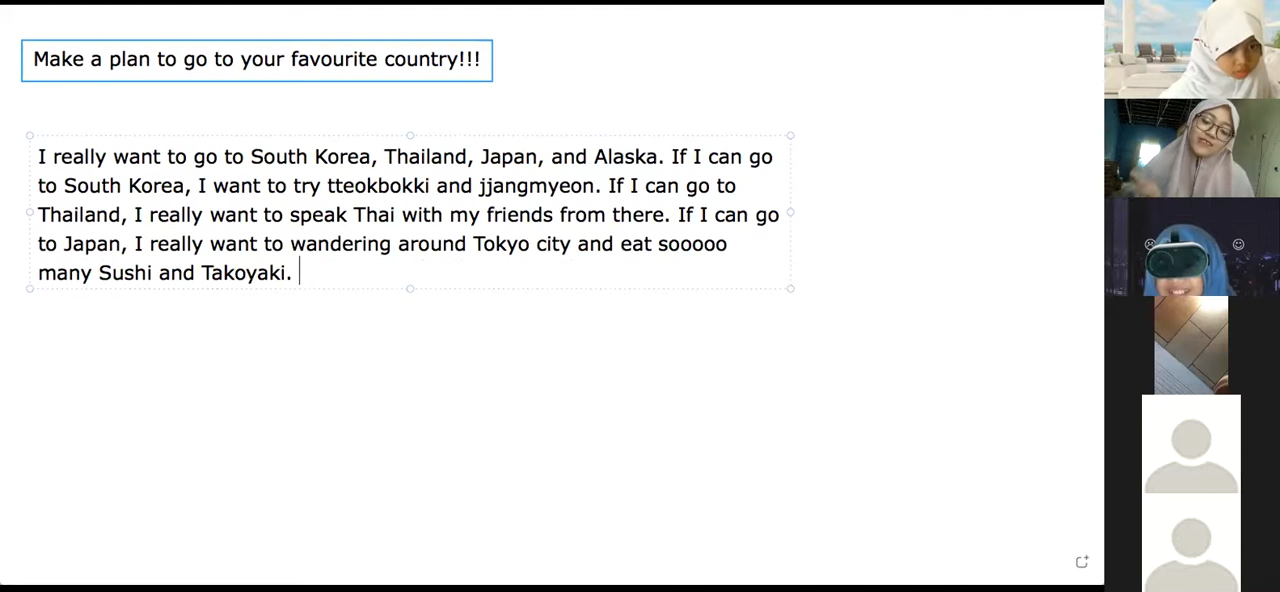 Make a plan to go to your favourite country!!!
I really want to go to South Korea, Thailand, Japan, and Alaska. If I can go
to South Korea, I want to try tteokbokki and jjangmyeon. If I can go to
Thailand, I really want to speak Thai with my friends from there. If I can go
to Japan, I really want to wandering around Tokyo city and eat sooooo
many Sushi and Takoyaki.